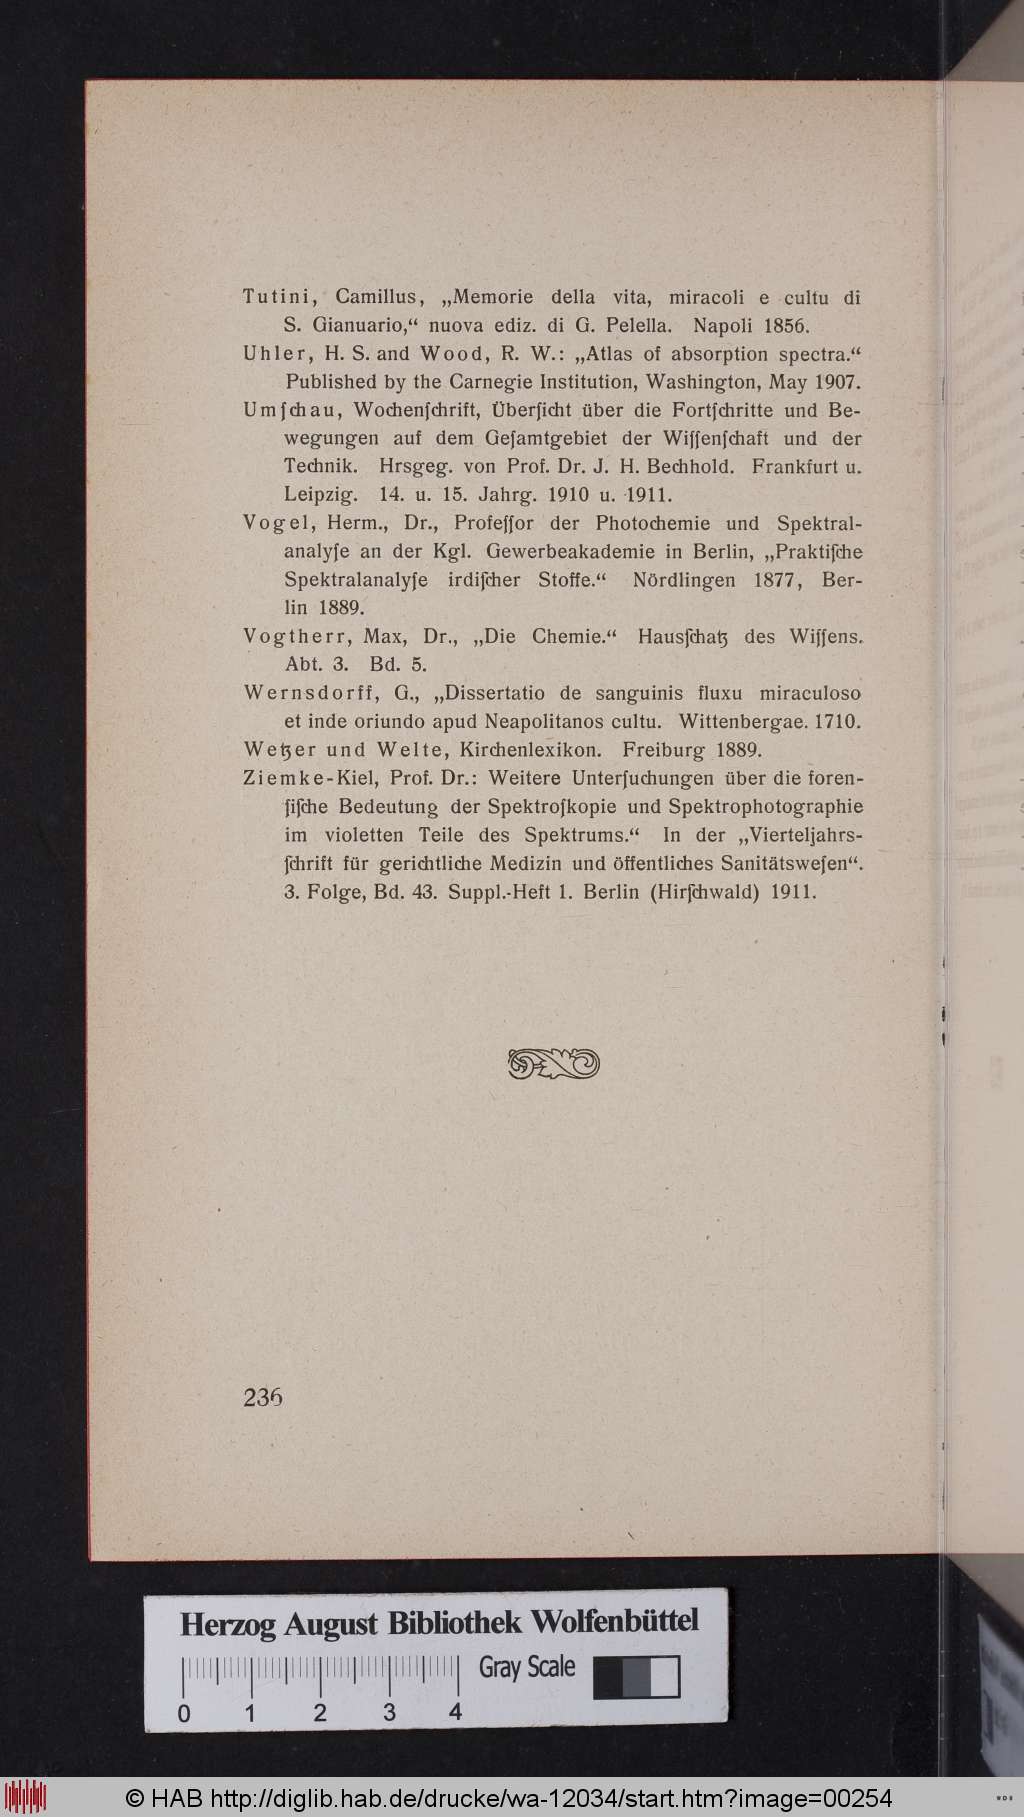 Tutini, Camillus, „Memorie della vita, miracoli e cultu di
S. Gianuario,“ nuova ediz. di G. Pelella. Napoli 1856.
Uhler, H. S. and Wood, R. W.: „Atlas of absorption spectra.“
Published by the Carnegie Institution, Washington, May 1907.
Umſchau, Wochenſchrift, Überſicht über die Fortſchritte und Be-
wegungen auf dem Geſamtgebiet der Wiſſenſchaft und der
Technik. Hrsgeg. von Prof. Dr. J. H. Bechhold. Frankfurt u.
Leipzig. 14. u. 15. Jahrg. 1910 u. 1911.
Vogel, Herm., Dr., Profeſſor der Photochemie und Spektral-
analyſe an der Kgl. Gewerbeakademie in Berlin, „Praktiſche
Spektralanalyſe irdiſcher Stoffe.“ Nördlingen 1877, Ber-
lin 1889.
Vogtherr, Max, Dr., „Die Chemie.“ Hausſchatz des Wiſſens.
Abt. 3. Bd. 5.
Wernsdorff, G., „Dissertatio de sanguinis fluxu miraculoso
et inde oriundo apud Neapolitanos cultu. Wittenbergae. 1710.
Wetzer und Welte, Kirchenlexikon. Freiburg 1889.
Ziemke-Kiel, Prof. Dr.: Weitere Unterſuchungen über die foren-
ſiſche Bedeutung der Spektroſkopie und Spektrophotographie
im violetten Teile des Spektrums.“ In der „Vierteljahrs-
ſchrift für gerichtliche Medizin und öffentliches Sanitätsweſen“.
3. Folge, Bd. 43. Suppl.-Heft 1. Berlin (Hirſchwald) 1911.
236
Herzog August Bibliothek Wolfenbüttel
Gray Scale
0 1 2 3 4
© HAB http://diglib.hab.de/drucke/wa-12034/start.htm?image=00254